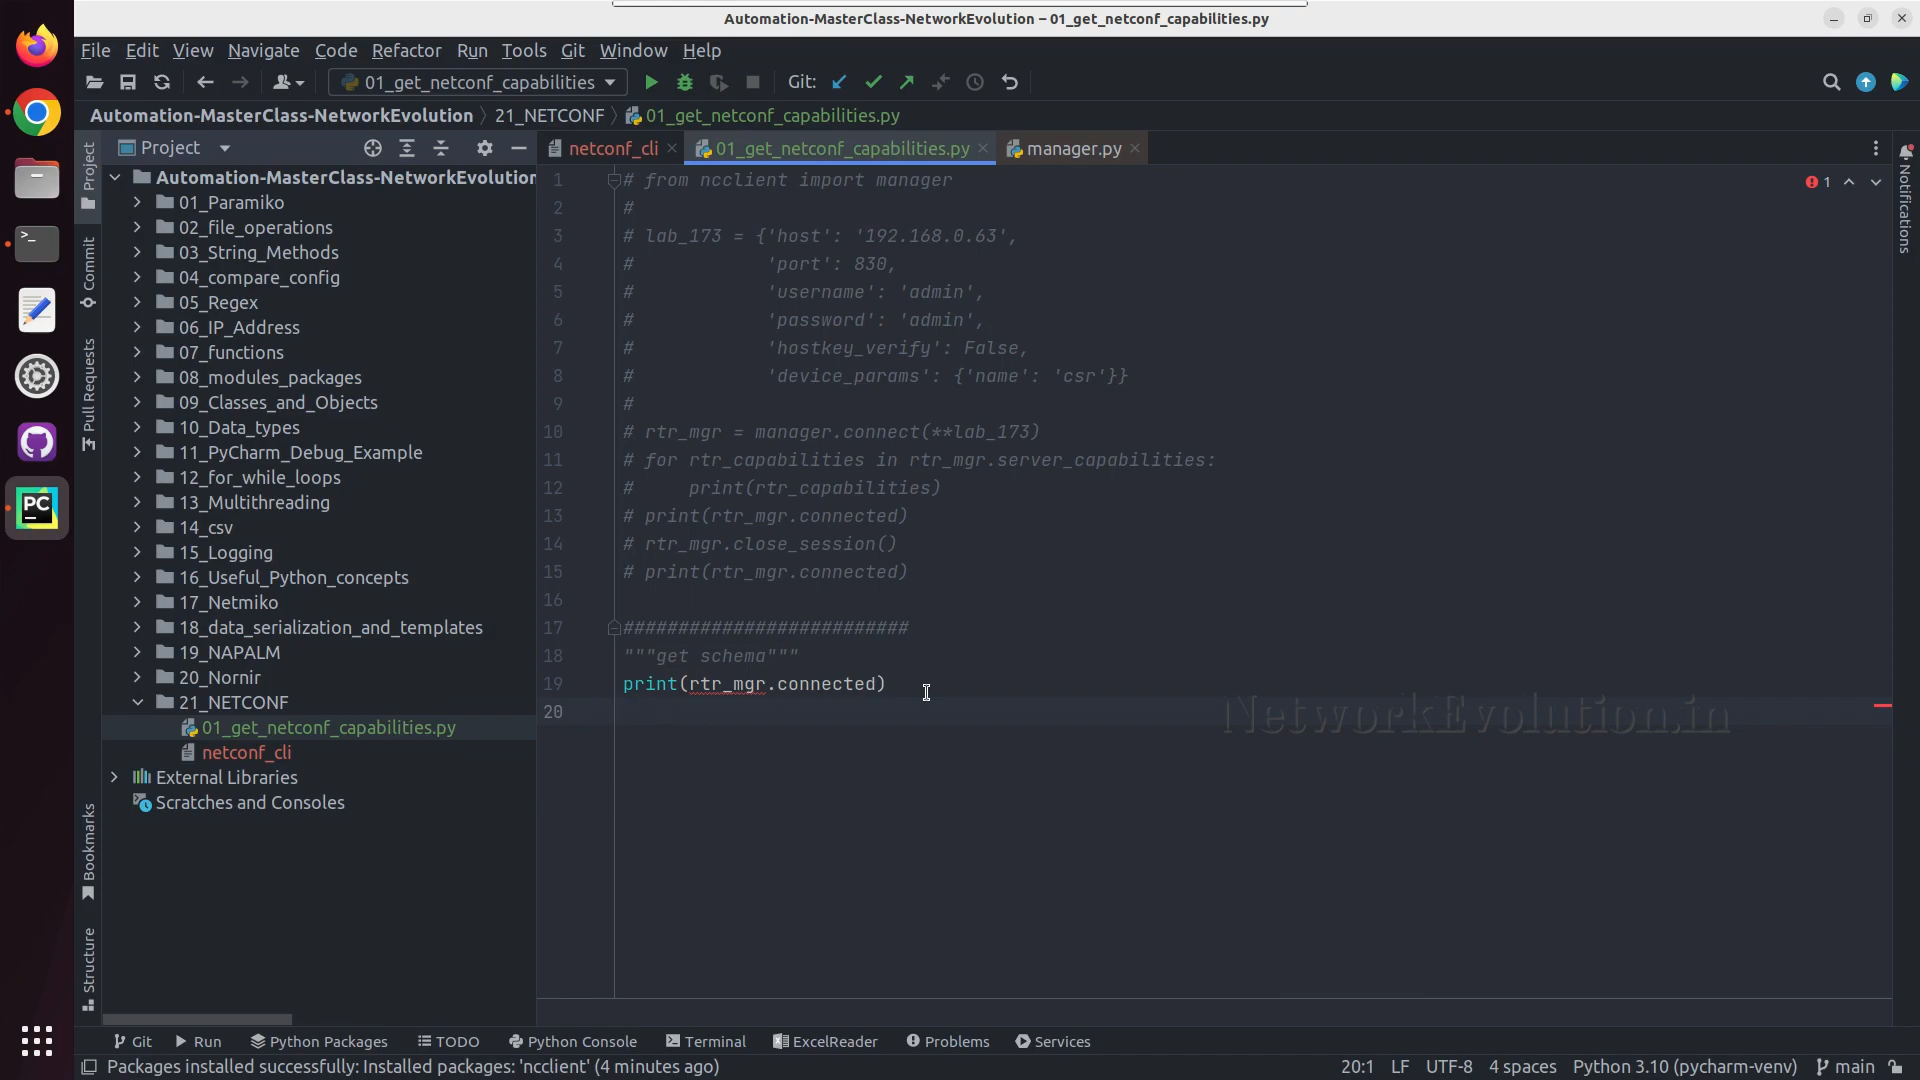 Automation-MasterClass-NetworkEvolution – 01_get_netconf_capabilities.py
File Edit View Navigate Code Refactor Run Tools Git Window Help
01_get_netconf_capabilities Git:
Automation-MasterClass-NetworkEvolution 21_NETCONF 01_get_netconf_capabilities.py
Project netconf_cli 01_get_netconf_capabilities.py manager.py
Project
Commit
Pull Requests
Bookmarks
Structure
Notifications
Automation-MasterClass-NetworkEvolution
01_Paramiko
02_file_operations
03_String_Methods
04_compare_config
05_Regex
06_IP_Address
07_functions
08_modules_packages
09_Classes_and_Objects
10_Data_types
11_PyCharm_Debug_Example
12_for_while_loops
13_Multithreading
14_csv
15_Logging
16_Useful_Python_concepts
17_Netmiko
18_data_serialization_and_templates
19_NAPALM
20_Nornir
21_NETCONF
01_get_netconf_capabilities.py
netconf_cli
External Libraries
Scratches and Consoles
1 # from ncclient import manager
2 #
3 # lab_173 = {'host': '192.168.0.63',
4 # 'port': 830,
5 # 'username': 'admin',
6 # 'password': 'admin',
7 # 'hostkey_verify': False,
8 # 'device_params': {'name': 'csr'}}
9 #
10 # rtr_mgr = manager.connect(**lab_173)
11 # for rtr_capabilities in rtr_mgr.server_capabilities:
12 # print(rtr_capabilities)
13 # print(rtr_mgr.connected)
14 # rtr_mgr.close_session()
15 # print(rtr_mgr.connected)
16
17 ##########################
18 """get schema"""
19 print(rtr_mgr.connected)
20
1
NetworkEvolution.in
PC
Git Run Python Packages TODO Python Console Terminal ExcelReader Problems Services
Packages installed successfully: Installed packages: 'ncclient' (4 minutes ago) 20:1 LF UTF-8 4 spaces Python 3.10 (pycharm-venv) main